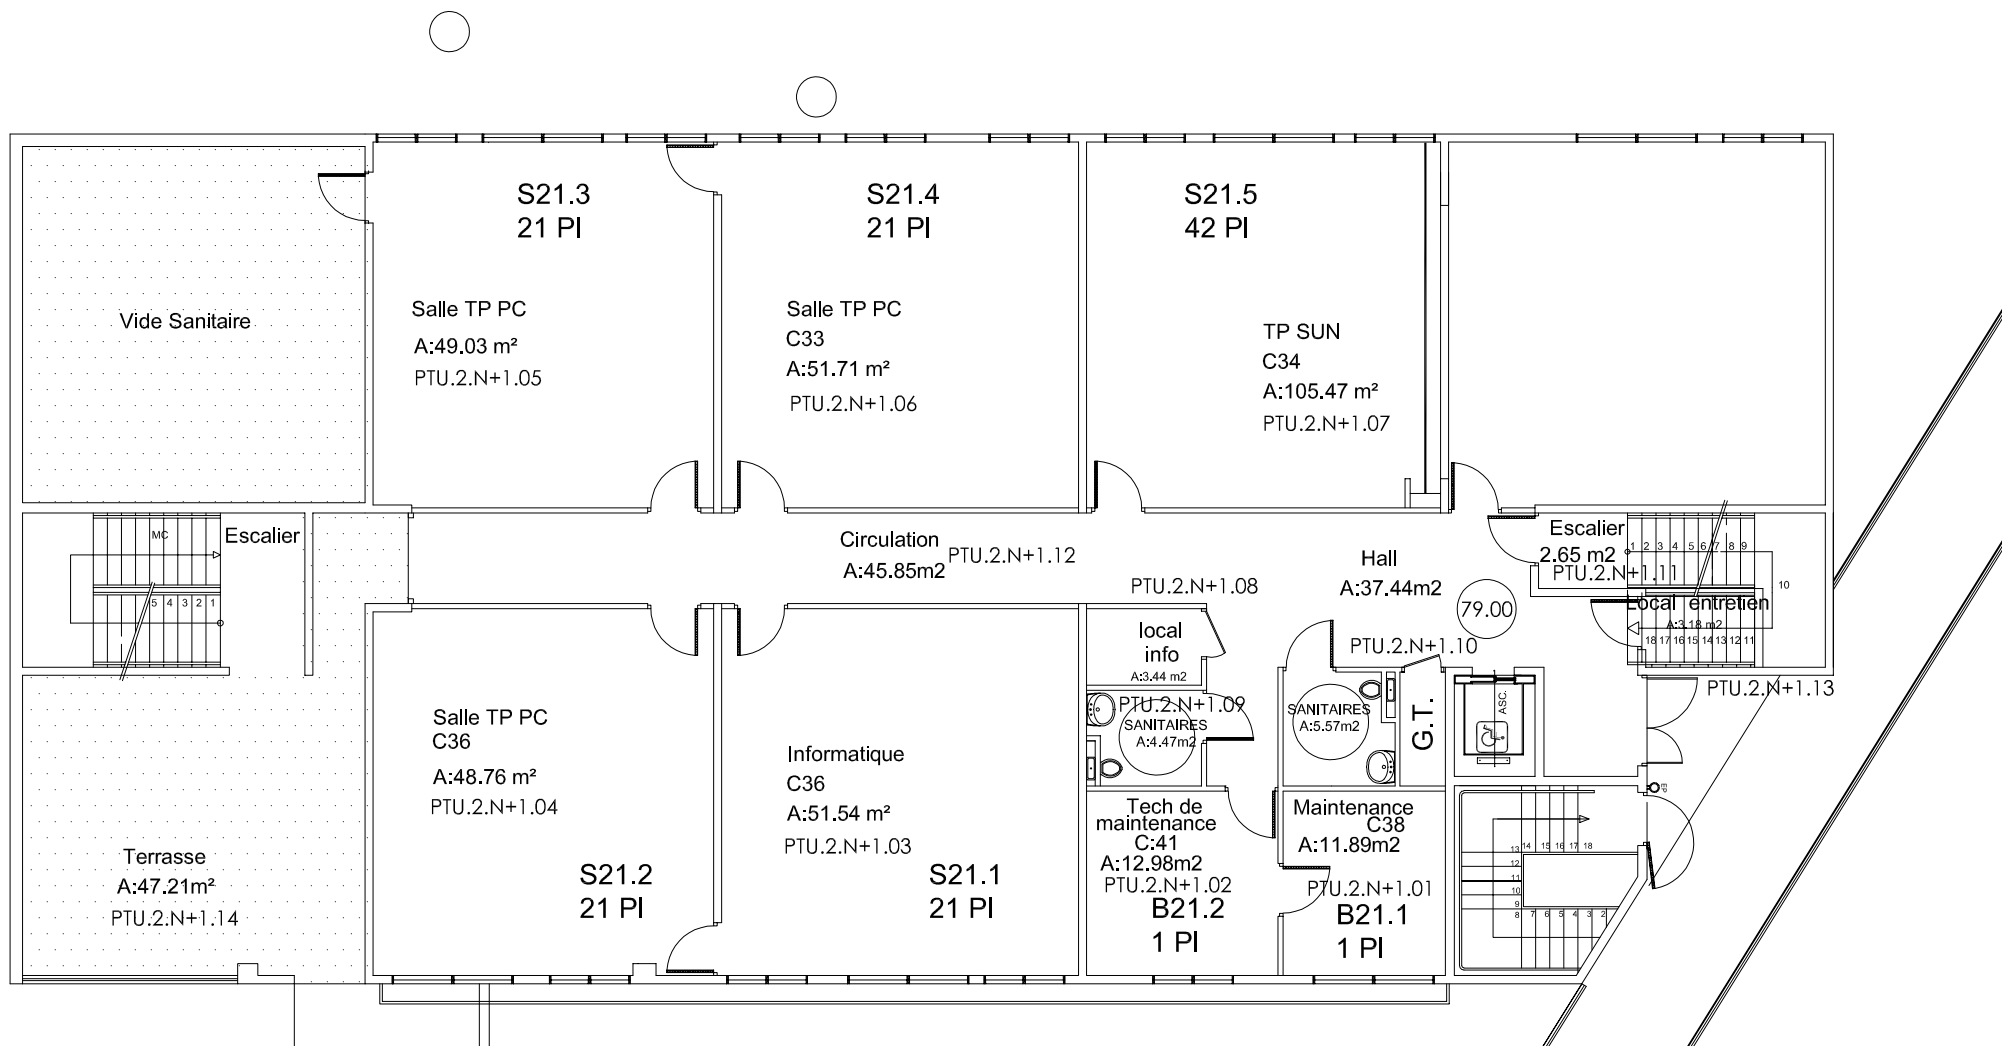 S21.3
21 Pl
S21.4
21 Pl
S21.5
42 Pl
Vide Sanitaire
Salle TP PC
A:49.03 m²
PTU.2.N+1.05
Salle TP PC
C33
A:51.71 m²
PTU.2.N+1.06
TP SUN
C34
A:105.47 m²
PTU.2.N+1.07
MC
Escalier
5 4 3 2 1
Circulation
A:45.85m2
PTU.2.N+1.12
PTU.2.N+1.08
Hall
A:37.44m2
79.00
PTU.2.N+1.10
Escalier
2.65 m2
PTU.2.N+1.11
1 2 3 4 5 6 7 8 9
10
Local entretien
A:3.18 m2
18 17 16 15 14 13 12 11
PTU.2.N+1.13
local
info
A:3.44 m2
PTU.2.N+1.09
SANITAIRES
A:4.47m2
SANITAIRES
A:5.57m2
G.T.
ASC.
EP
Salle TP PC
C36
A:48.76 m²
PTU.2.N+1.04
S21.2
21 Pl
Informatique
C36
A:51.54 m²
PTU.2.N+1.03
S21.1
21 Pl
Tech de
maintenance
C:41
A:12.98m2
PTU.2.N+1.02
B21.2
1 Pl
Maintenance
C38
A:11.89m2
PTU.2.N+1.01
B21.1
1 Pl
13 14 15 16 17 18
12
11
10
9
8 7 6 5 4 3 2
Terrasse
A:47.21m²
PTU.2.N+1.14